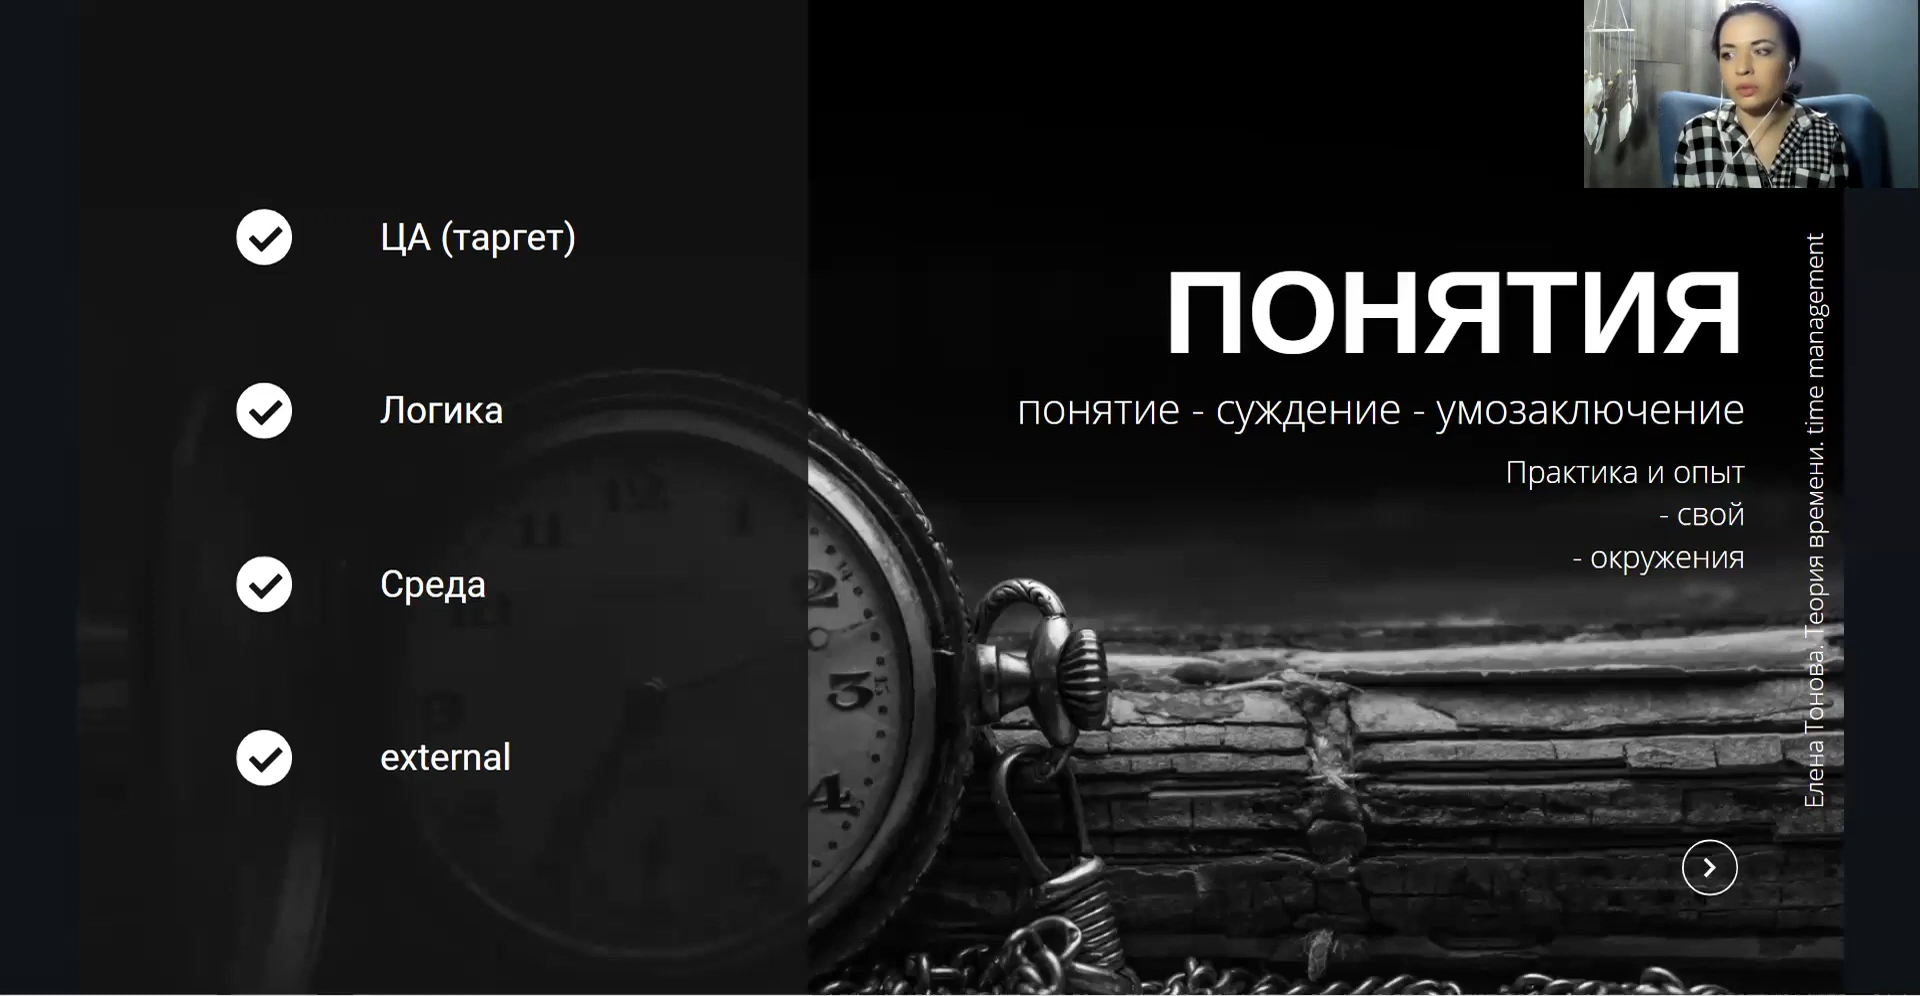 ЦА (таргет)
Логика
Среда
external
ПОНЯТИЯ
понятие - суждение - умозаключение
Практика и опыт
- свой
- окружения
Елена Тонова. Теория времени. time management